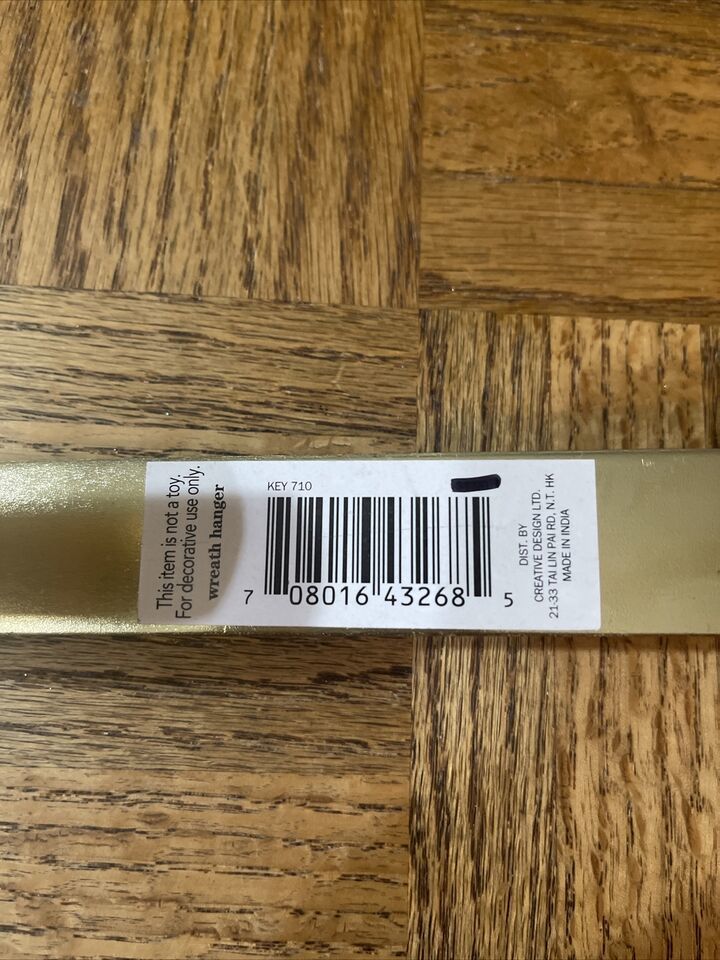 This item is not a toy.
For decorative use only.
wreath hanger
KEY 710
7 08016 43268 5
DIST. BY
CREATIVE DESIGN LTD.
21-33 TAI LIN PAI RD, N.T. HK
MADE IN INDIA